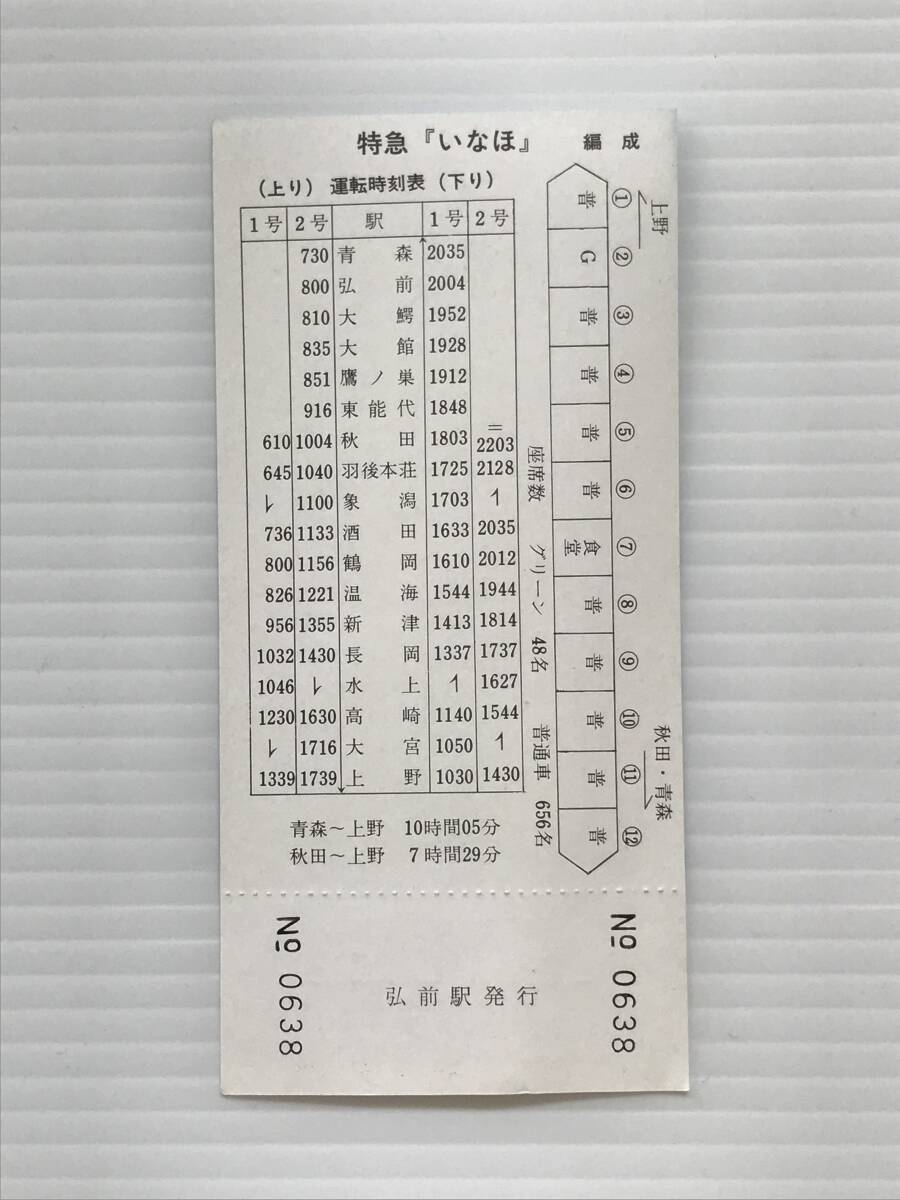 特急『いなほ』 編成
(上り) 運転時刻表 (下り)
1号 2号 駅 1号 2号
730 青森 2035
800 弘前 2004
810 大鰐 1952
835 大館 1928
851 鷹ノ巣 1912
916 東能代 1848
610 1004 秋田 1803 2203
645 1040 羽後本荘 1725 2128
↓ 1100 象潟 1703 ↑
736 1133 酒田 1633 2035
800 1156 鶴岡 1610 2012
826 1221 温海 1544 1944
956 1355 新津 1413 1814
1032 1430 長岡 1337 1737
1046 ↓ 水上 ↑ 1627
1230 1630 高崎 1140 1544
↓ 1716 大宮 1050 ↑
1339 1739 上野 1030 1430
青森〜上野 10時間05分
秋田〜上野 7時間29分
座席数 グリーン 48名 普通車 656名
普 G 普 普 普 普 食堂 普 普 普 普 普
① ② ③ ④ ⑤ ⑥ ⑦ ⑧ ⑨ ⑩ ⑪ ⑫
上野 秋田・青森
№ 0638
弘前駅発行
№ 0638